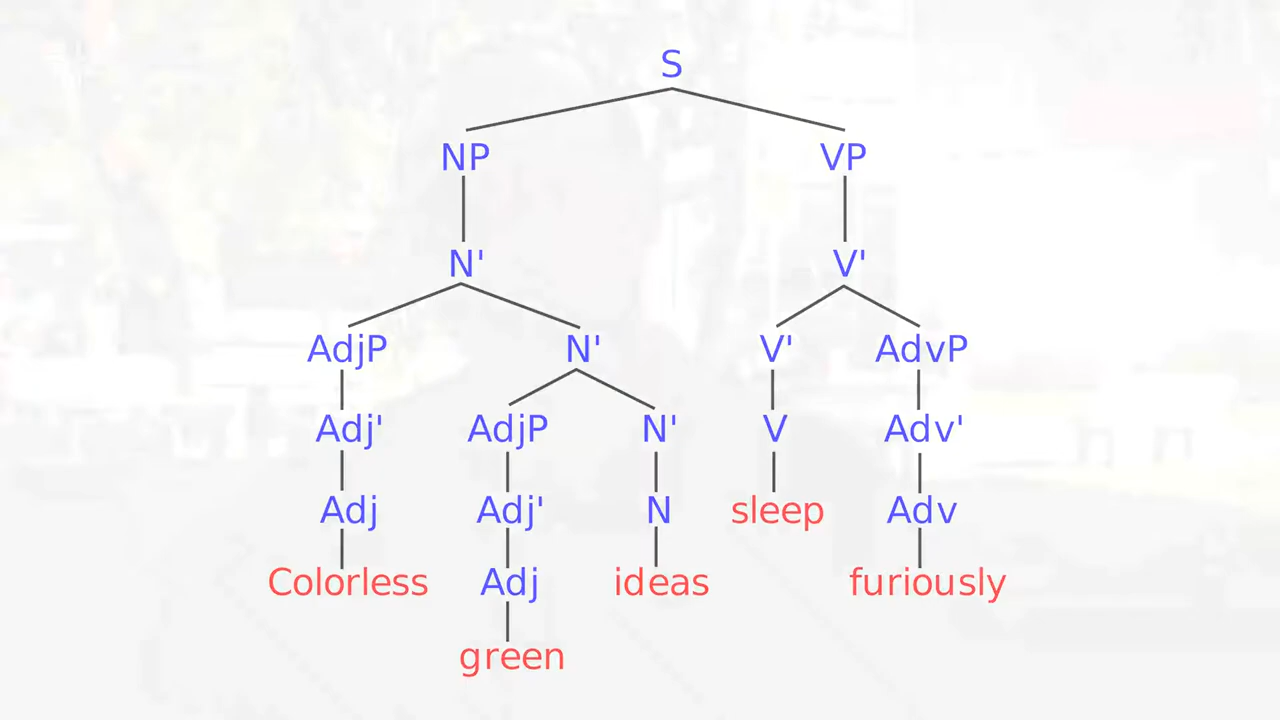 S
NP VP
N' V'
AdjP N' V' AdvP
Adj' AdjP N' V Adv'
Adj Adj' N sleep Adv
Colorless Adj ideas furiously
green